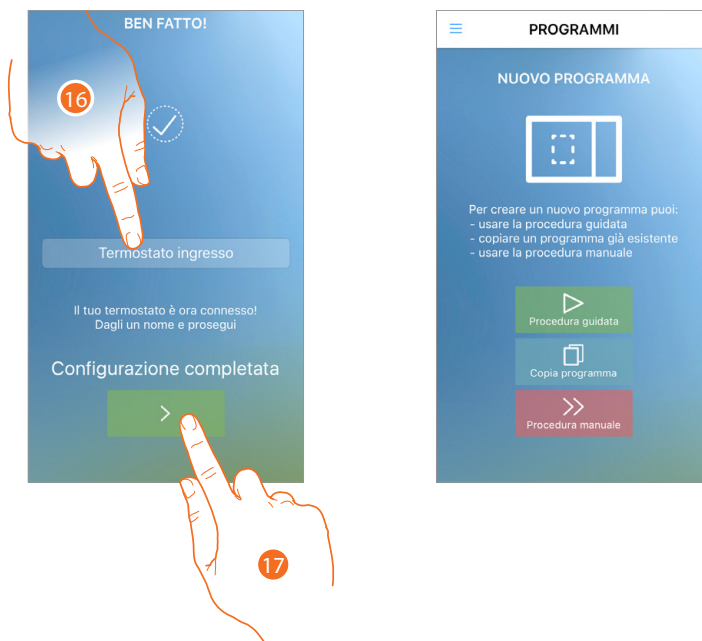 BEN FATTO!
16
Termostato ingresso
Il tuo termostato è ora connesso!
Dagli un nome e prosegui
Configurazione completata
17
PROGRAMMI
NUOVO PROGRAMMA
Per creare un nuovo programma puoi:
- usare la procedura guidata
- copiare un programma già esistente
- usare la procedura manuale
Procedura guidata
Copia programma
Procedura manuale